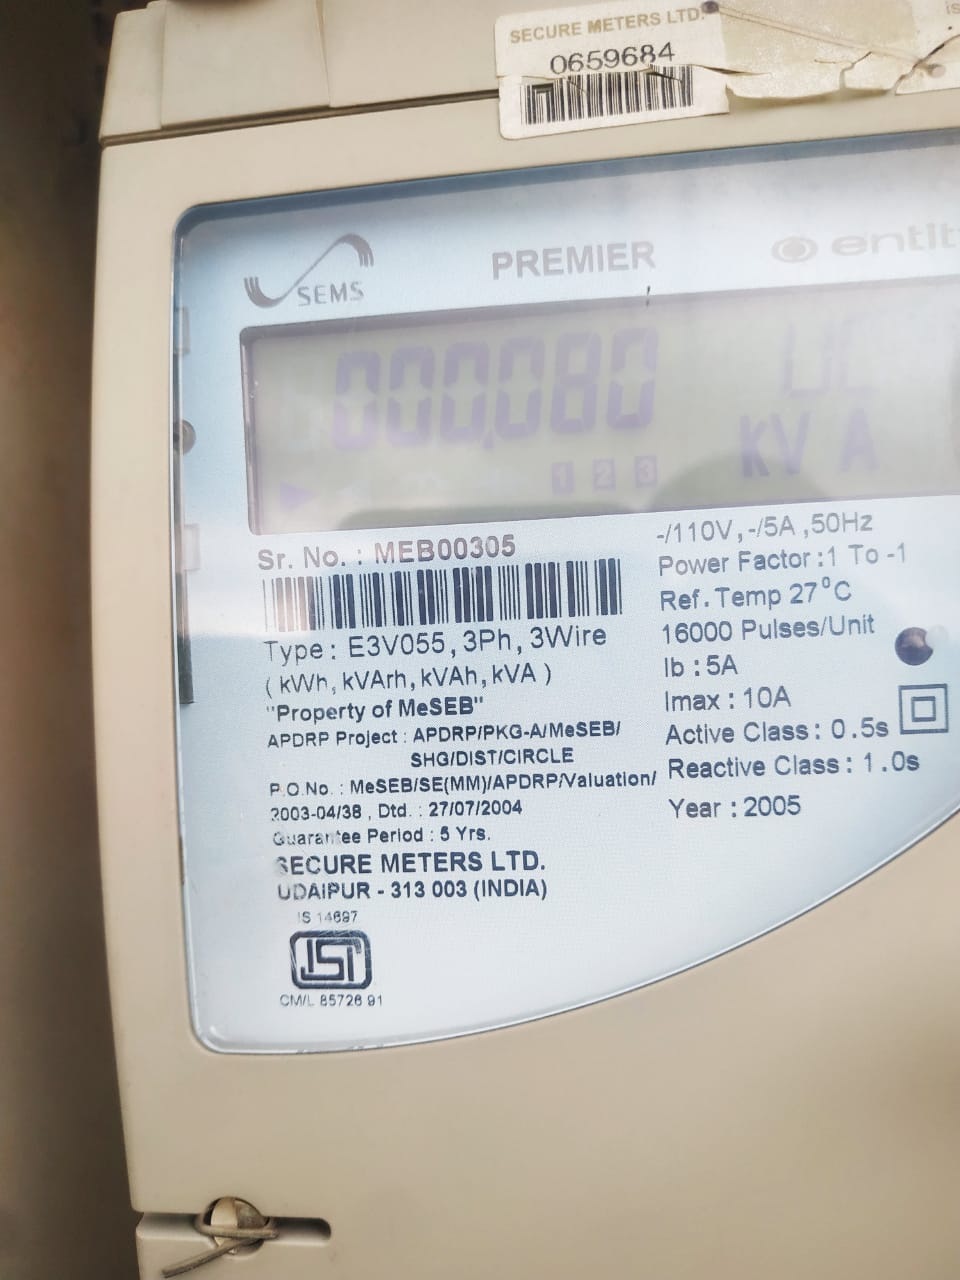 SECURE METERS LTD.
0659684
SEMS
PREMIER
000.080
kV A
1 2 3
Sr. No. : MEB00305
Type : E3V055, 3Ph, 3Wire
( kWh, kVArh, kVAh, kVA )
"Property of MeSEB"
APDRP Project : APDRP/PKG-A/MeSEB/
SHG/DIST/CIRCLE
P.O.No. : MeSEB/SE(MM)/APDRP/Valuation/
2003-04/38 , Dtd. : 27/07/2004
Guarantee Period : 5 Yrs.
SECURE METERS LTD.
UDAIPUR - 313 003 (INDIA)
IS 14697
ISI
CM/L 8572691
-/110V,-/5A ,50Hz
Power Factor :1 To -1
Ref. Temp 27°C
16000 Pulses/Unit
Ib : 5A
Imax : 10A
Active Class : 0.5s
Reactive Class : 1.0s
Year : 2005